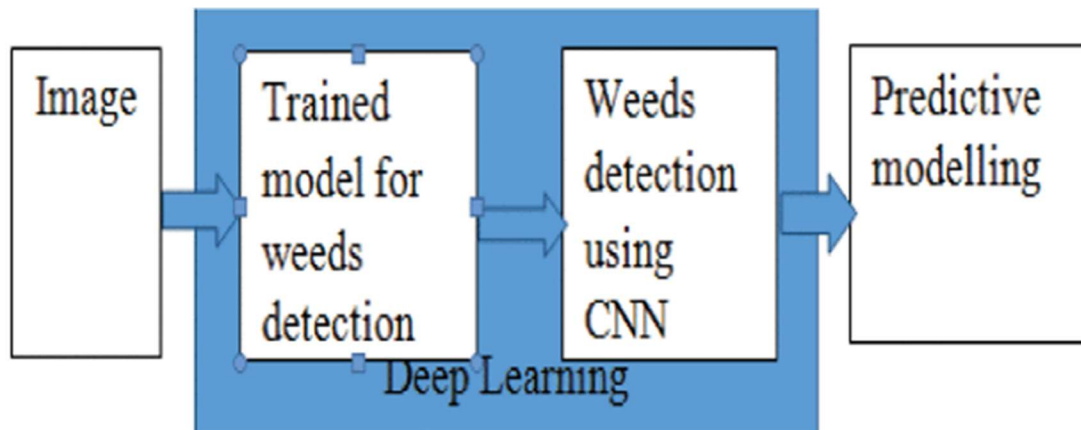 Image
Trained
model for
weeds
detection
Weeds
detection
using
CNN
Predictive
modelling
Deep Learning